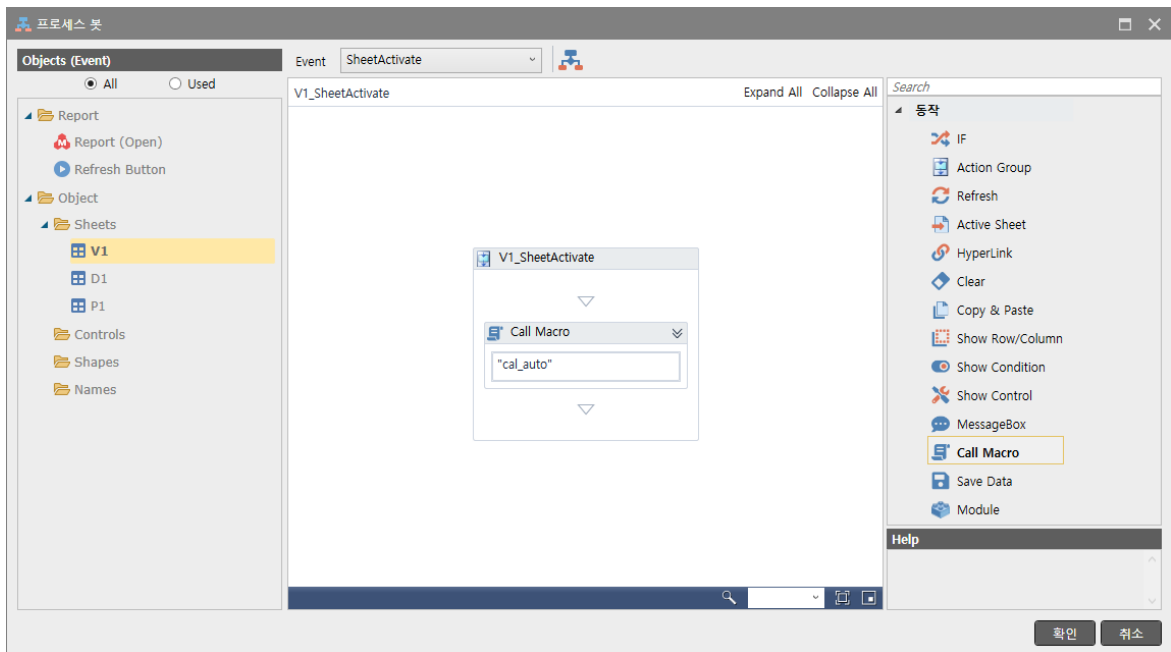 프로세스 봇
Objects (Event)
All
Used
Report
Report (Open)
Refresh Button
Object
Sheets
V1
D1
P1
Controls
Shapes
Names
Event
SheetActivate
V1_SheetActivate
Expand All
Collapse All
V1_SheetActivate
Call Macro
"cal_auto"
Search
동작
IF
Action Group
Refresh
Active Sheet
HyperLink
Clear
Copy & Paste
Show Row/Column
Show Condition
Show Control
MessageBox
Call Macro
Save Data
Module
Help
확인
취소